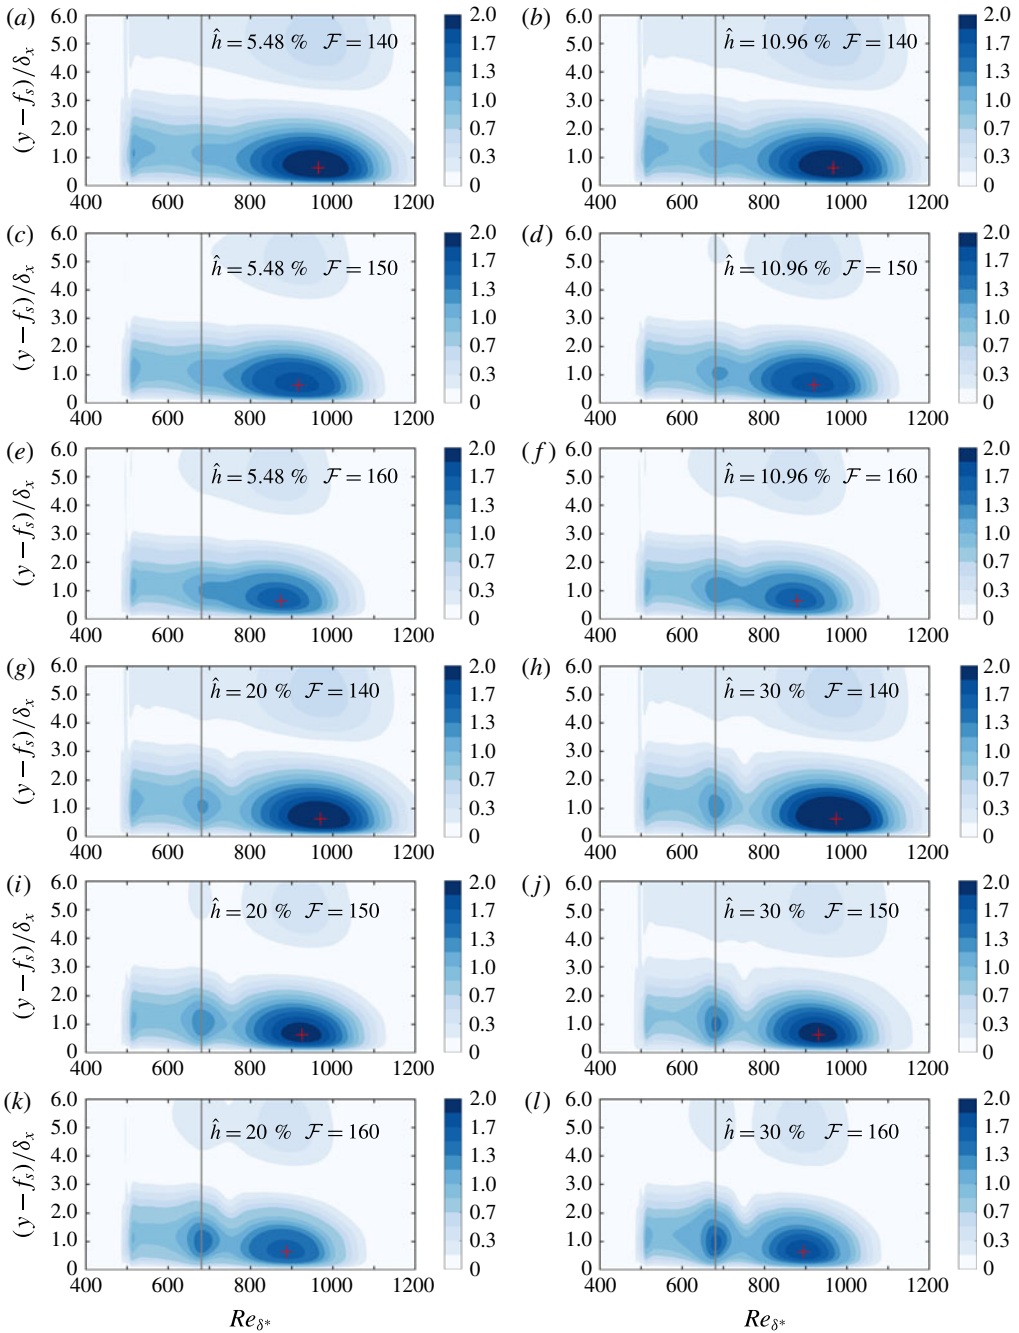 (a) (b)
ĥ = 5.48 % ℱ = 140
ĥ = 10.96 % ℱ = 140
(y − f_s)/δ_x
6.0 5.0 4.0 3.0 2.0 1.0 0
400 600 800 1000 1200
2.0 1.7 1.3 1.0 0.7 0.3 0
6.0 5.0 4.0 3.0 2.0 1.0 0
400 600 800 1000 1200
2.0 1.7 1.3 1.0 0.7 0.3 0
(c) (d)
ĥ = 5.48 % ℱ = 150
ĥ = 10.96 % ℱ = 150
(y − f_s)/δ_x
6.0 4.0 3.0 2.0 1.0 0
400 600 800 1000 1200
2.0 1.7 1.3 1.0 0.7 0.3 0
6.0 5.0 4.0 3.0 2.0 1.0 0
400 600 800 1000 1200
2.0 1.7 1.3 1.0 0.7 0.3 0
(e) (f)
ĥ = 5.48 % ℱ = 160
ĥ = 10.96 % ℱ = 160
(y − f_s)/δ_x
6.0 5.0 4.0 3.0 2.0 1.0 0
400 600 800 1000 1200
2.0 1.7 1.3 1.0 0.7 0.3 0
6.0 5.0 4.0 3.0 2.0 1.0 0
400 600 800 1000 1200
2.0 1.7 1.3 1.0 0.7 0.3 0
(g) (h)
ĥ = 20 % ℱ = 140
ĥ = 30 % ℱ = 140
(y − f_s)/δ_x
6.0 5.0 4.0 3.0 2.0 1.0 0
400 600 800 1000 1200
2.0 1.7 1.3 1.0 0.7 0.3 0
6.0 5.0 4.0 3.0 2.0 1.0 0
400 600 800 1000 1200
2.0 1.7 1.3 1.0 0.7 0.3 0
(i) (j)
ĥ = 20 % ℱ = 150
ĥ = 30 % ℱ = 150
(y − f_s)/δ_x
6.0 5.0 4.0 3.0 2.0 1.0 0
400 600 800 1000 1200
2.0 1.7 1.3 1.0 0.7 0.3 0
6.0 5.0 4.0 3.0 2.0 1.0 0
400 600 800 1000 1200
2.0 1.7 1.3 1.0 0.7 0.3 0
(k) (l)
ĥ = 20 % ℱ = 160
ĥ = 30 % ℱ = 160
(y − f_s)/δ_x
6.0 5.0 4.0 3.0 2.0 1.0 0
400 600 800 1000 1200
2.0 1.7 1.3 1.0 0.7 0.3 0
6.0 5.0 4.0 3.0 2.0 1.0 0
400 600 800 1000 1200
2.0 1.7 1.3 1.0 0.7 0.3 0
Re_δ* Re_δ*